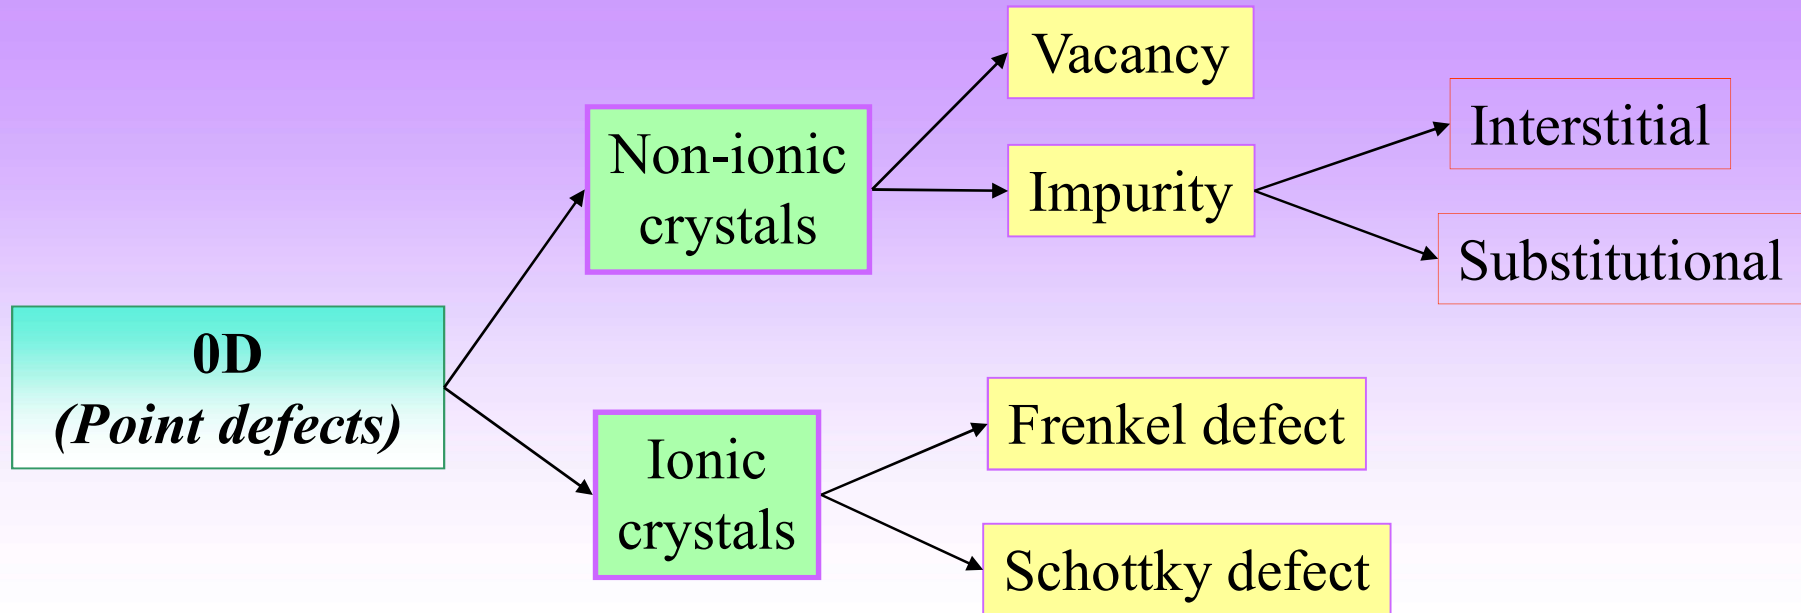 Vacancy
Interstitial
Non-ionic
crystals
Impurity
Substitutional
0D
(Point defects)
Frenkel defect
Ionic
crystals
Schottky defect